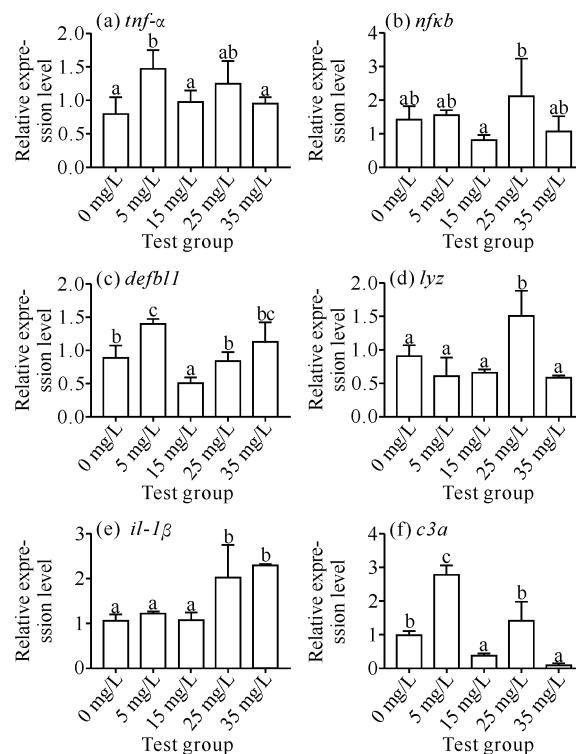 (a) tnf-α
2.0
1.5
1.0
0.5
0.0
Relative expre-
ssion level
a
b
a
ab
a
0 mg/L
5 mg/L
15 mg/L
25 mg/L
35 mg/L
Test group
(b) nfκb
4
3
2
1
0
Relative expre-
ssion level
ab
ab
a
b
ab
0 mg/L
5 mg/L
15 mg/L
25 mg/L
35 mg/L
Test group
(c) defbl1
2.0
1.5
1.0
0.5
0.0
Relative expre-
ssion level
b
c
a
b
bc
0 mg/L
5 mg/L
15 mg/L
25 mg/L
35 mg/L
Test group
(d) lyz
2.0
1.5
1.0
0.5
0.0
Relative expre-
ssion level
a
a
a
b
a
0 mg/L
5 mg/L
15 mg/L
25 mg/L
35 mg/L
Test group
(e) il-1β
3
2
1
0
Relative expre-
ssion level
a
a
a
b
b
0 mg/L
5 mg/L
15 mg/L
25 mg/L
35 mg/L
Test group
(f) c3a
4
3
2
1
0
Relative expre-
ssion level
b
c
a
b
a
0 mg/L
5 mg/L
15 mg/L
25 mg/L
35 mg/L
Test group